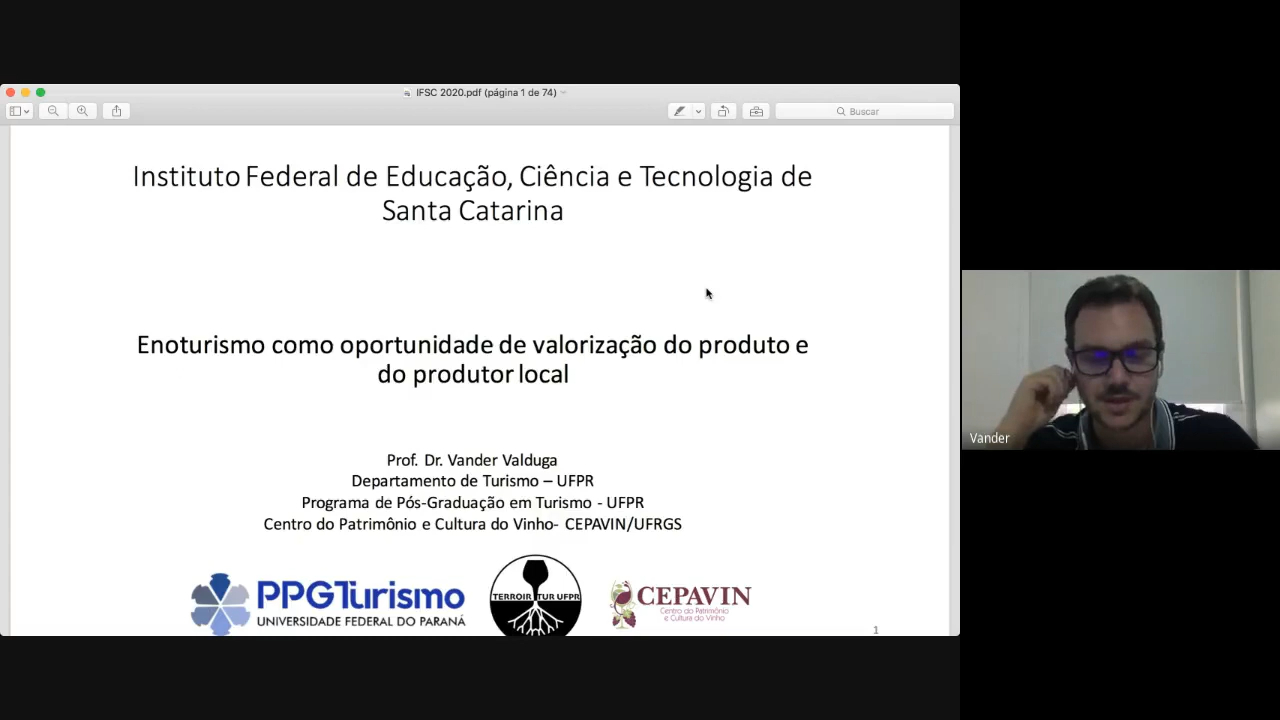 IFSC 2020.pdf (página 1 de 74)
Buscar
Instituto Federal de Educação, Ciência e Tecnologia de
Santa Catarina
Enoturismo como oportunidade de valorização do produto e
do produtor local
Prof. Dr. Vander Valduga
Departamento de Turismo – UFPR
Programa de Pós-Graduação em Turismo - UFPR
Centro do Patrimônio e Cultura do Vinho- CEPAVIN/UFRGS
PPGTurismo
UNIVERSIDADE FEDERAL DO PARANÁ
TERROIR TUR UFPR
CEPAVIN
Centro do Patrimônio
e Cultura do Vinho
1
Vander